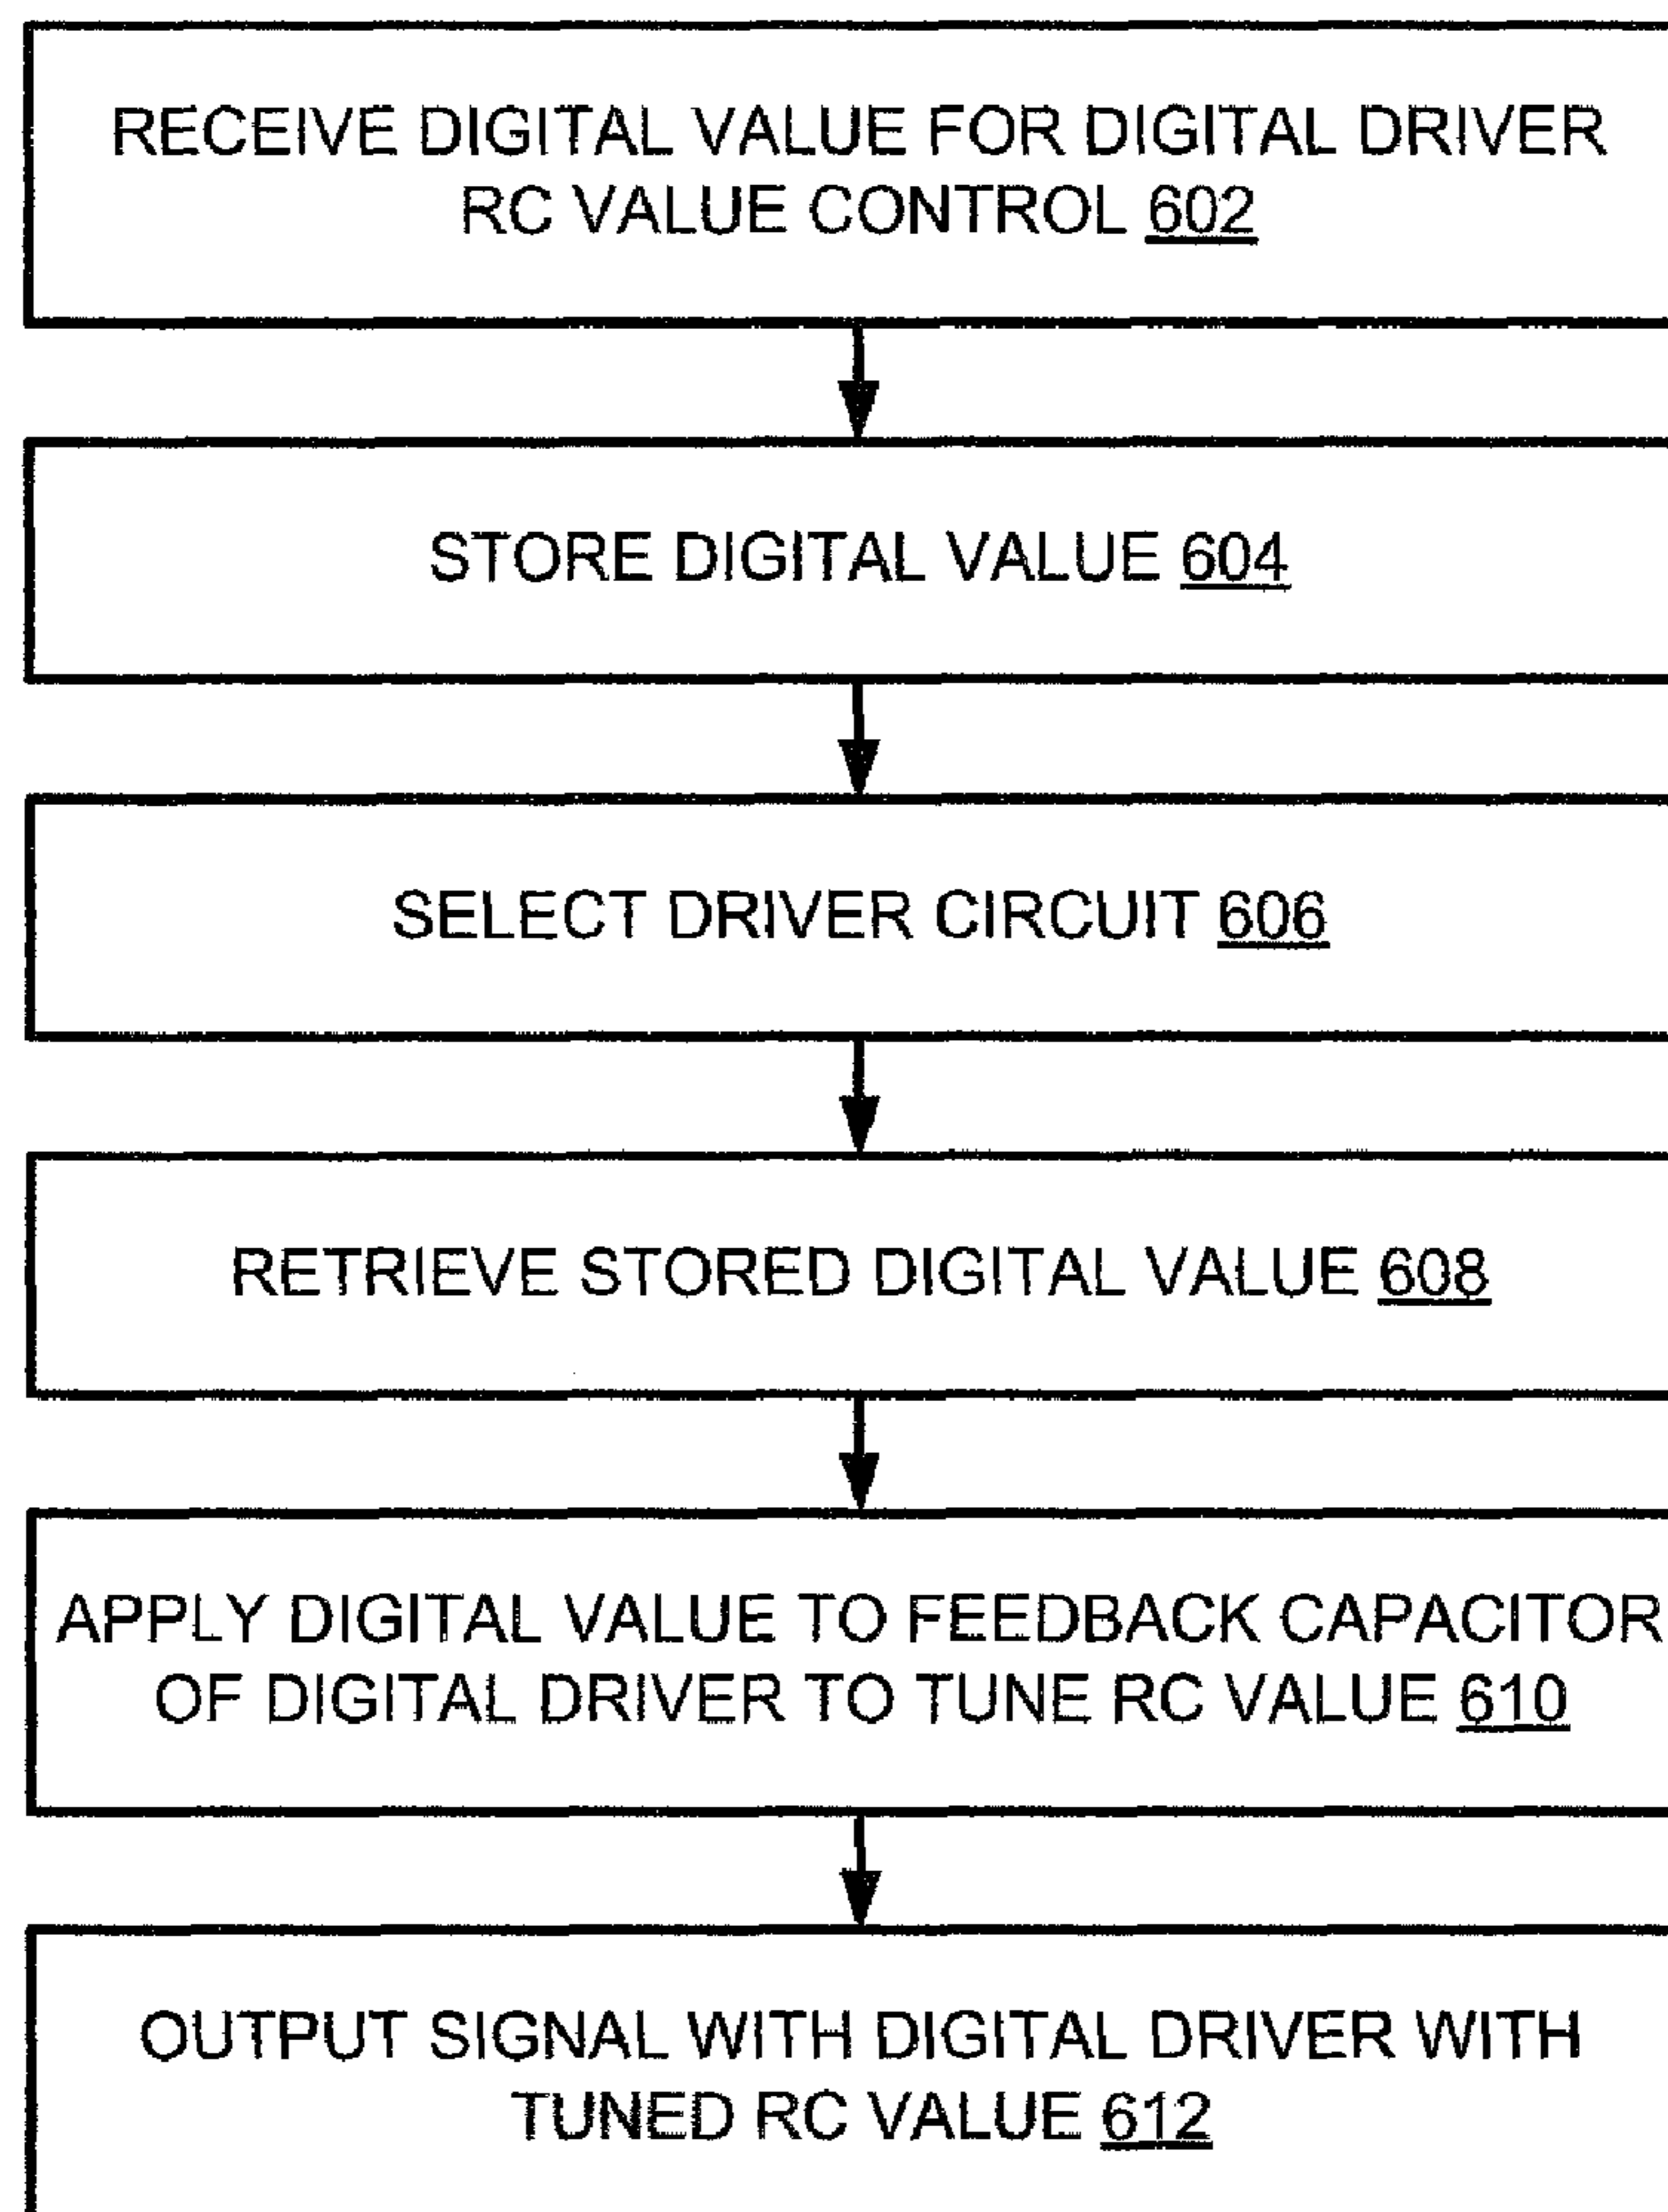 RECEIVE DIGITAL VALUE FOR DIGITAL DRIVER
RC VALUE CONTROL 602
STORE DIGITAL VALUE 604
SELECT DRIVER CIRCUIT 606
RETRIEVE STORED DIGITAL VALUE 608
APPLY DIGITAL VALUE TO FEEDBACK CAPACITOR
OF DIGITAL DRIVER TO TUNE RC VALUE 610
OUTPUT SIGNAL WITH DIGITAL DRIVER WITH
TUNED RC VALUE 612